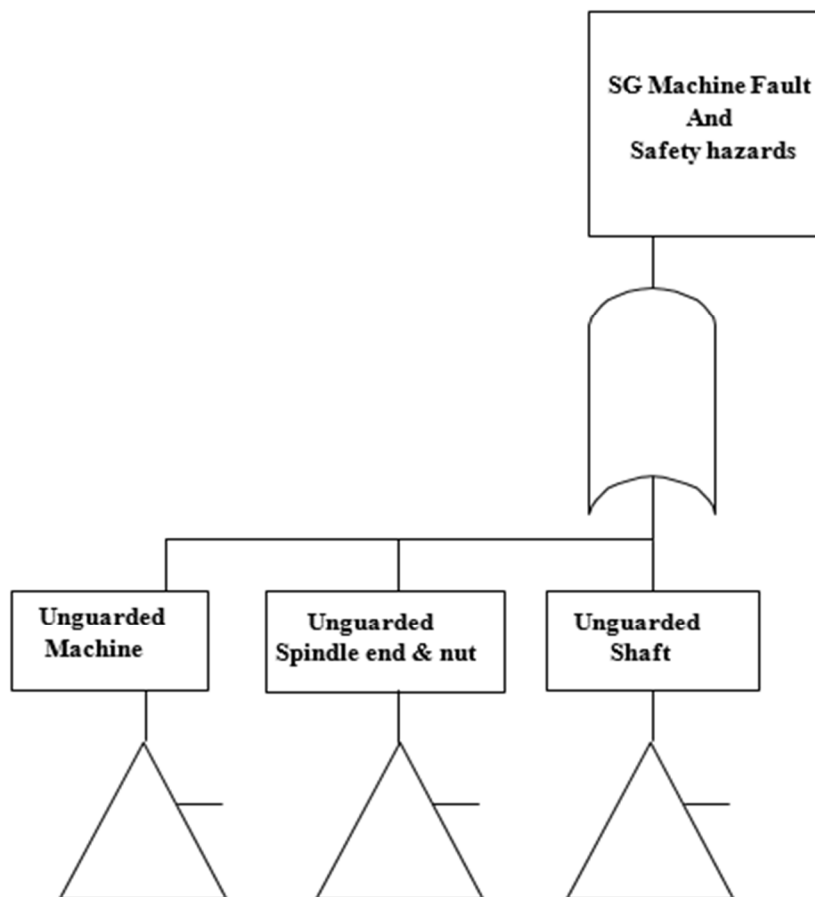 SG Machine Fault
And
Safety hazards
Unguarded
Machine
Unguarded
Spindle end & nut
Unguarded
Shaft